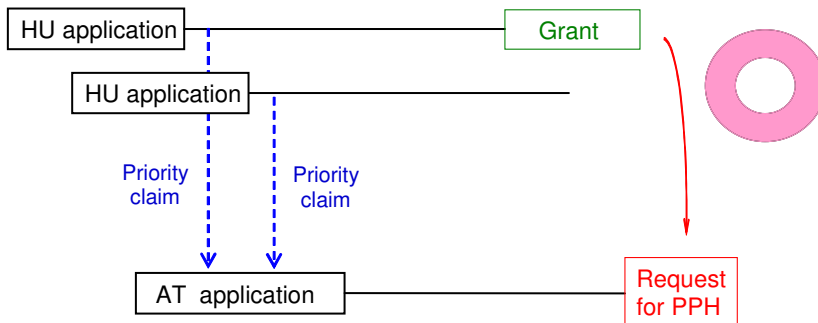 HU application
Grant
HU application
Priority
claim
Priority
claim
AT application
Request
for PPH